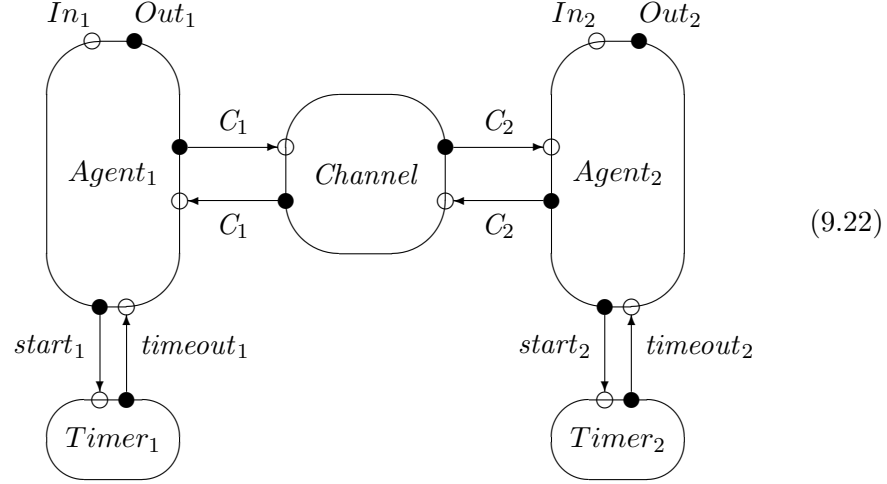 In₁ Out₁ In₂ Out₂
C₁ C₂
Agent₁ Channel Agent₂
C₁ C₂
(9.22)
start₁ timeout₁ start₂ timeout₂
Timer₁ Timer₂